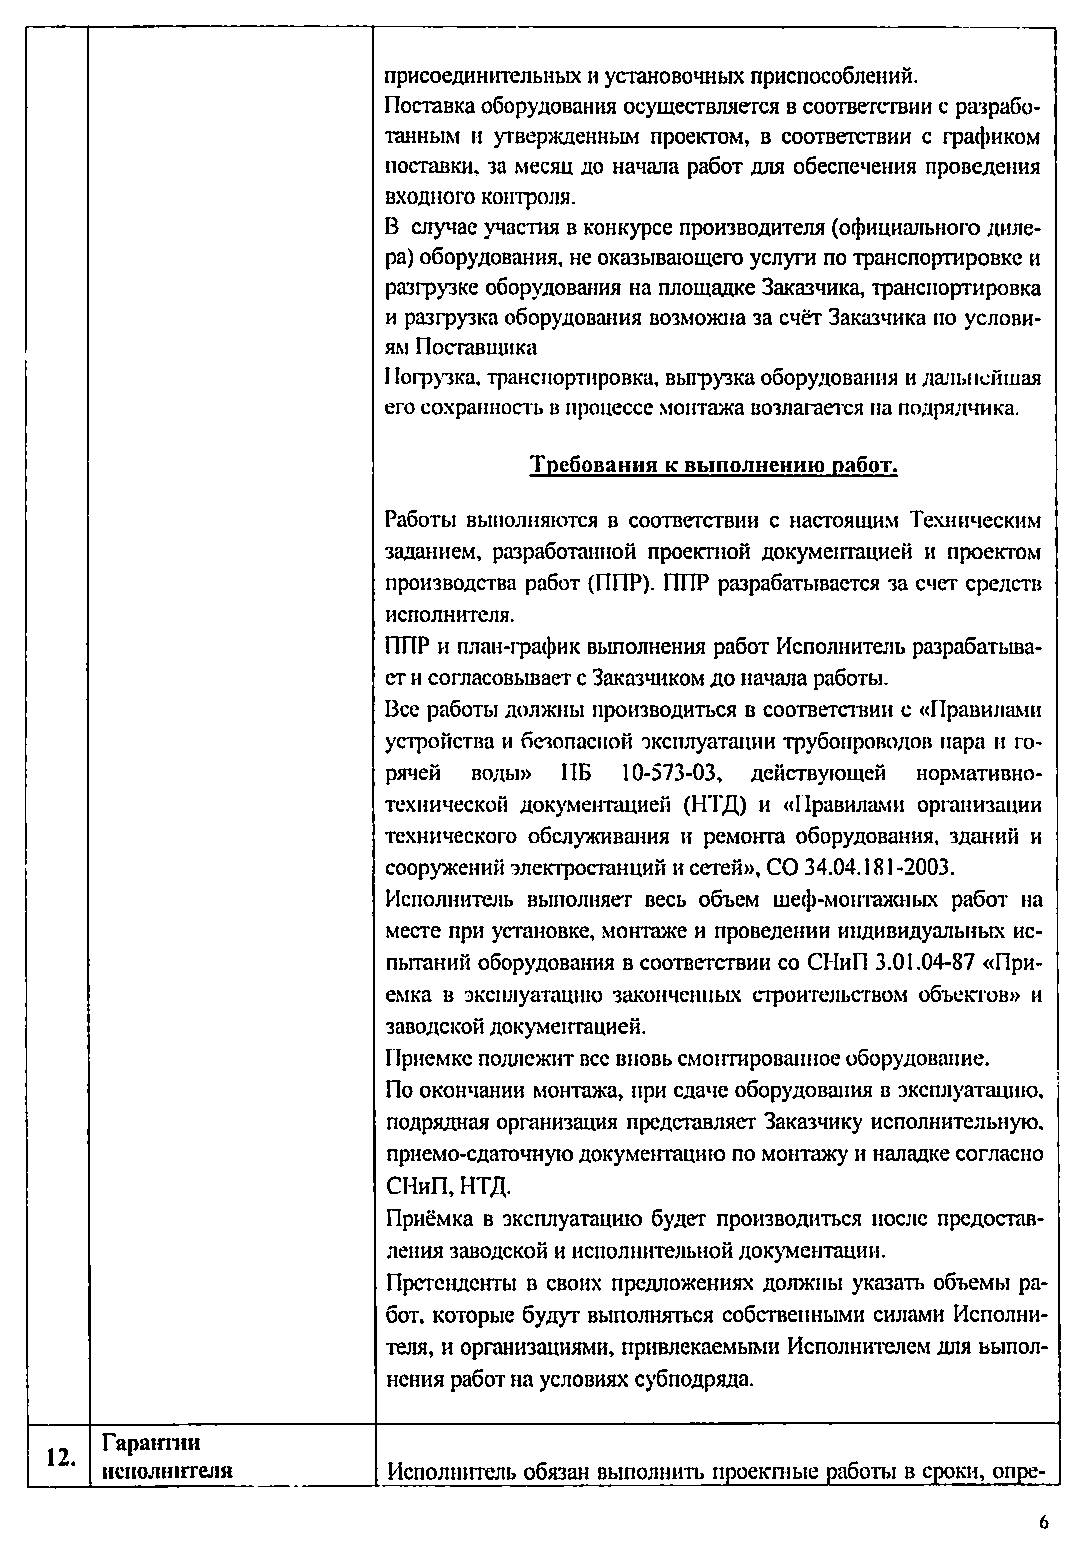 присоединительных и установочных приспособлений.
Поставка оборудования осуществляется в соответствии с разрабо-
танным и утвержденным проектом, в соответствии с графиком
поставки, за месяц до начала работ для обеспечения проведения
входного контроля.
В случае участия в конкурсе производителя (официального диле-
ра) оборудования, не оказывающего услуги по транспортировке и
разгрузке оборудования на площадке Заказчика, транспортировка
и разгрузка оборудования возможна за счёт Заказчика по услови-
ям Поставщика
Погрузка, транспортировка, выгрузка оборудования и дальнейшая
его сохранность в процессе монтажа возлагается на подрядчика.
Требования к выполнению работ.
Работы выполняются в соответствии с настоящим Техническим
заданием, разработанной проектной документацией и проектом
производства работ (ППР). ППР разрабатывается за счет средств
исполнителя.
ППР и план-график выполнения работ Исполнитель разрабатыва-
ет и согласовывает с Заказчиком до начала работы.
Все работы должны производиться в соответствии с «Правилами
устройства и безопасной эксплуатации трубопроводов пара и го-
рячей воды» ПБ 10-573-03, действующей нормативно-
технической документацией (НТД) и «Правилами организации
технического обслуживания и ремонта оборудования, зданий и
сооружений электростанций и сетей», СО 34.04.181-2003.
Исполнитель выполняет весь объем шеф-монтажных работ на
месте при установке, монтаже и проведении индивидуальных ис-
пытаний оборудования в соответствии со СНиП 3.01.04-87 «При-
емка в эксплуатацию законченных строительством объектов» и
заводской документацией.
Приемке подлежит все вновь смонтированное оборудование.
По окончании монтажа, при сдаче оборудования в эксплуатацию,
подрядная организация представляет Заказчику исполнительную,
приемо-сдаточную документацию по монтажу и наладке согласно
СНиП, НТД.
Приёмка в эксплуатацию будет производиться после предостав-
ления заводской и исполнительной документации.
Претенденты в своих предложениях должны указать объемы ра-
бот, которые будут выполняться собственными силами Исполни-
теля, и организациями, привлекаемыми Исполнителем для выпол-
нения работ на условиях субподряда.
12.
Гарантии
исполнителя
Исполнитель обязан выполнить проектные работы в сроки, опре-
6